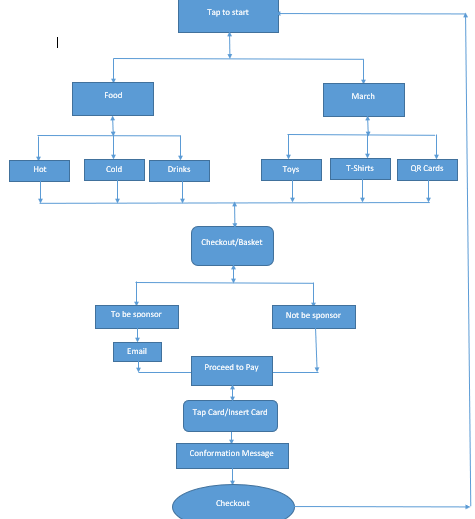 Tap to start
Food
March
Hot
Cold
Drinks
Toys
T-Shirts
QR Cards
Checkout/Basket
To be sponsor
Not be sponsor
Email
Proceed to Pay
Tap Card/Insert Card
Conformation Message
Checkout